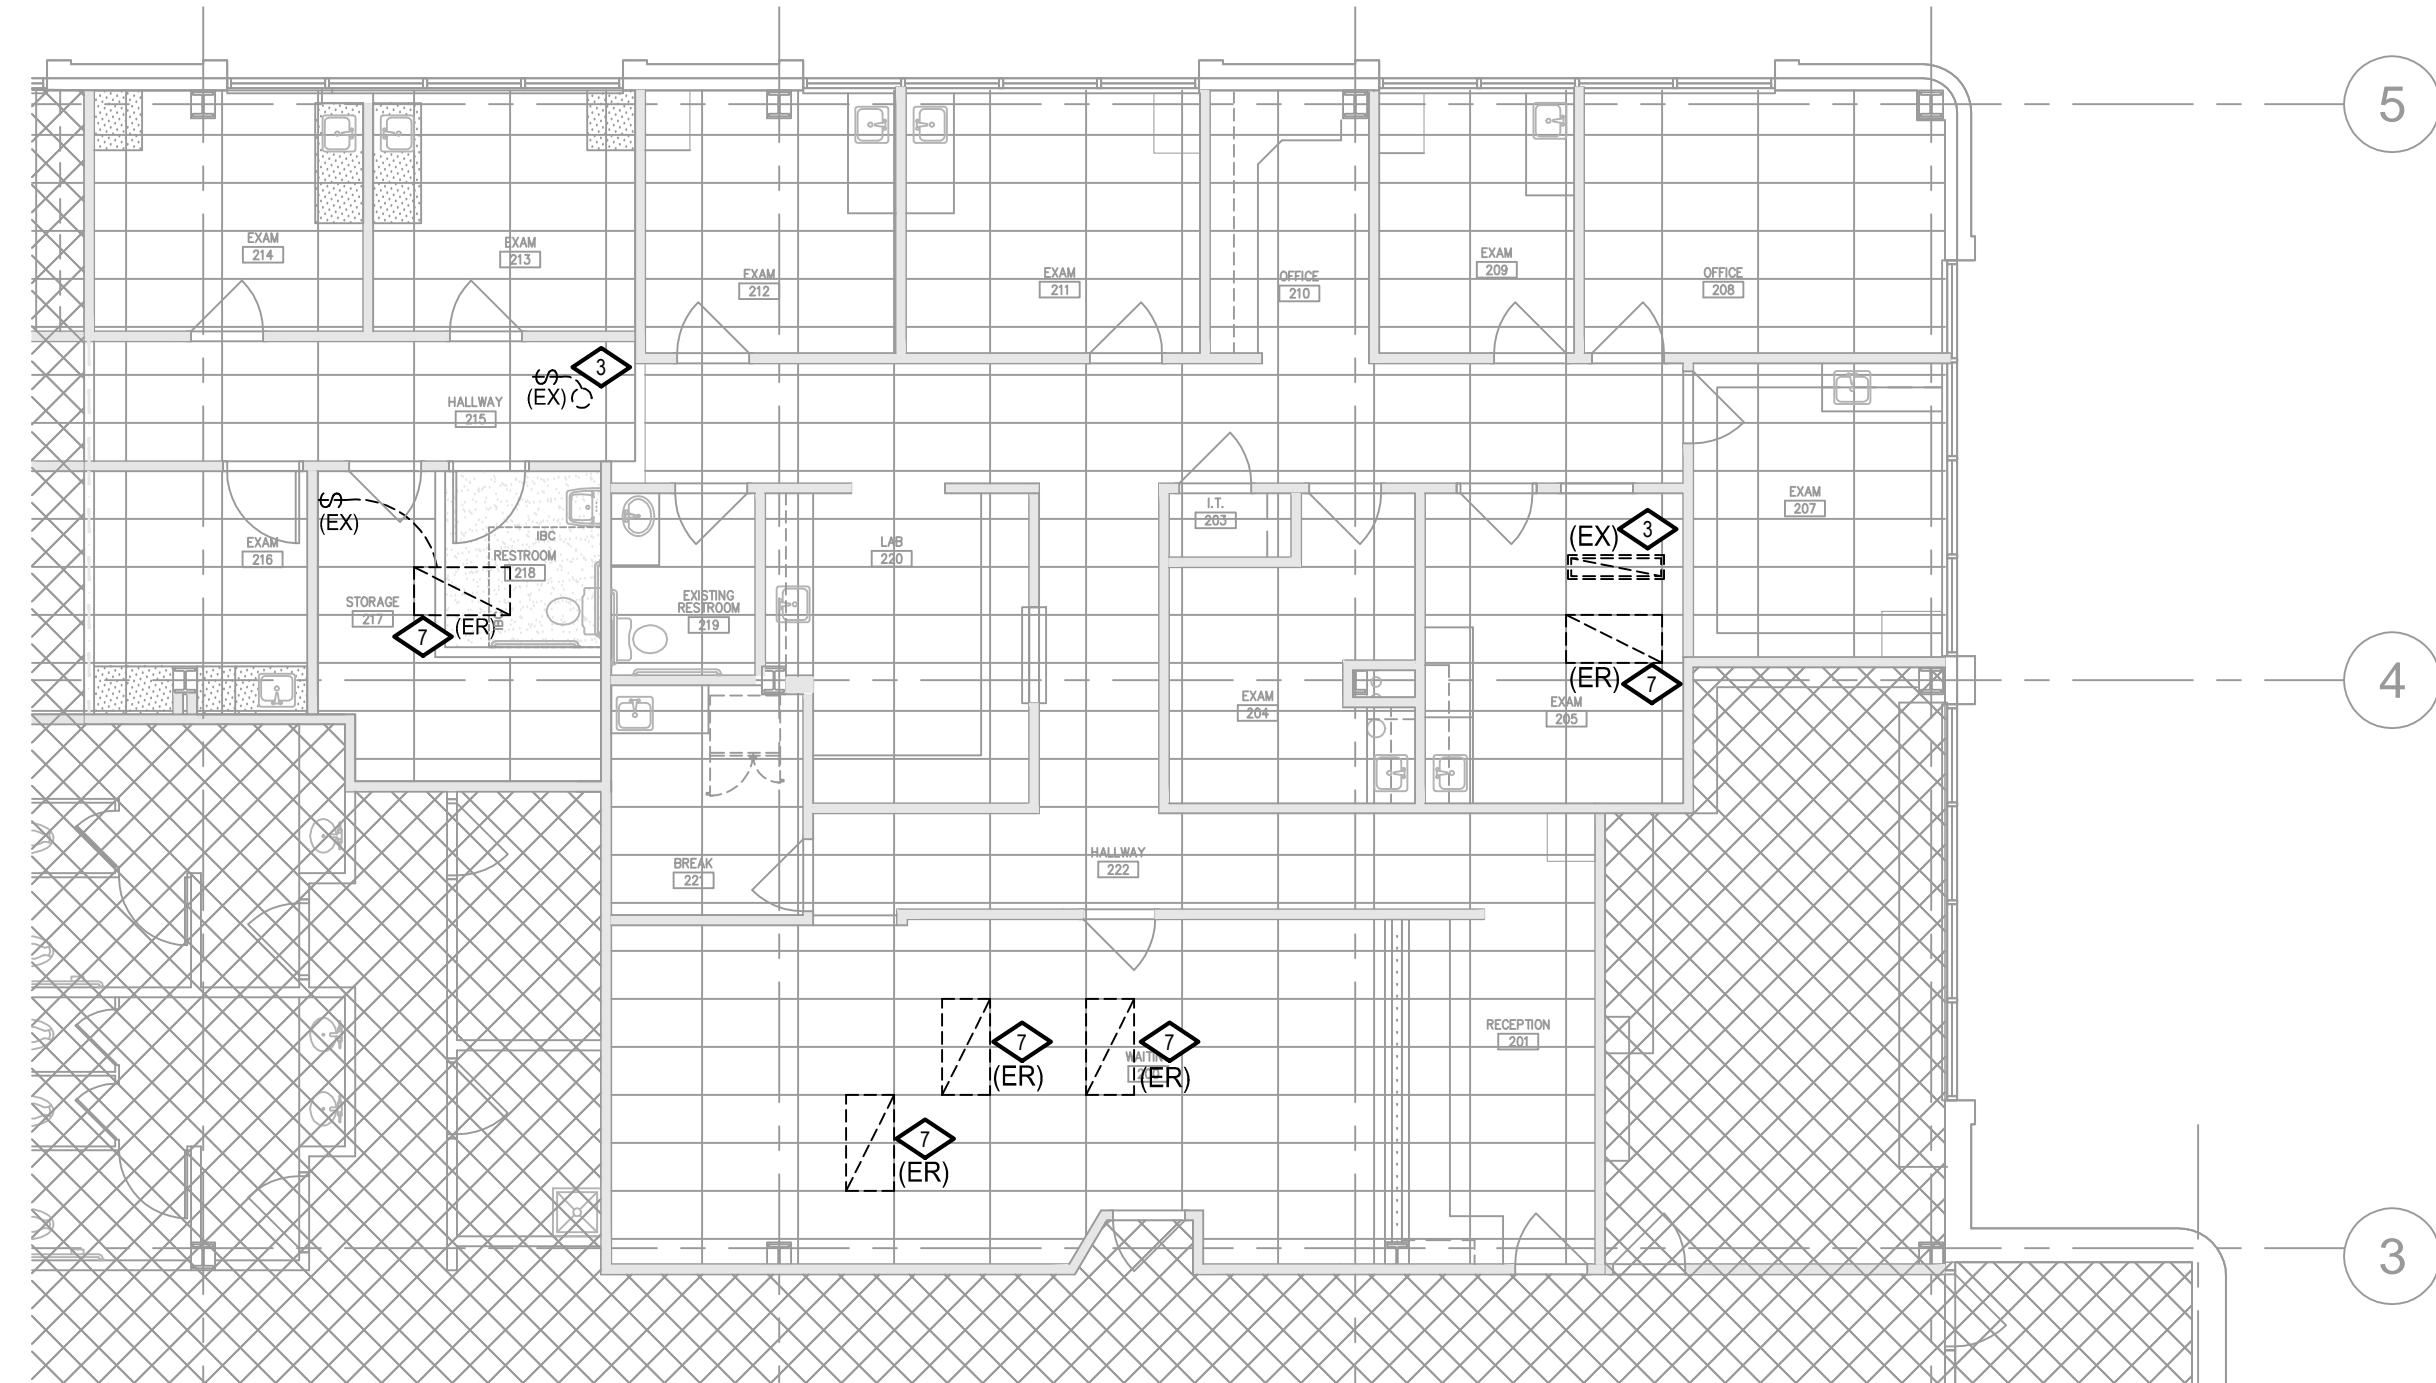 5
EXAM
214
EXAM
213
EXAM
212
EXAM
211
OFFICE
210
EXAM
209
OFFICE
208
3
(EX)
HALLWAY
215
(EX)
EXAM
216
STORAGE
217
7
(ER)
IBC
RESTROOM
218
IBC
EXISTING
RESTROOM
219
LAB
220
I.T.
203
(EX)
3
EXAM
207
(ER)
7
EXAM
204
EXAM
205
4
BREAK
221
HALLWAY
222
7
(ER)
7
(ER)
RECEPTION
201
7
(ER)
3